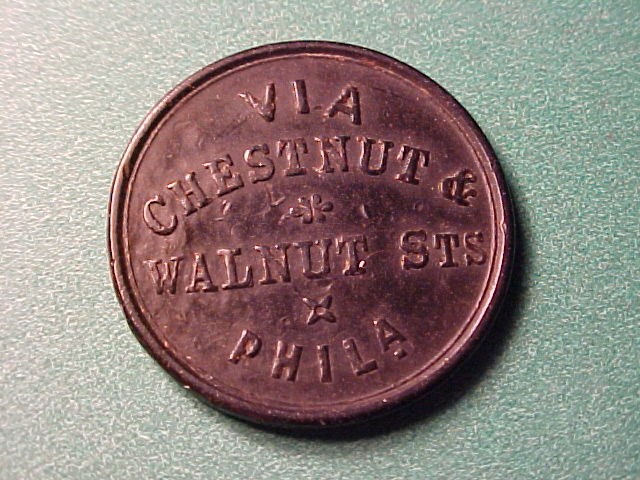 VIA
CHESTNUT &
WALNUT STS
PHILA